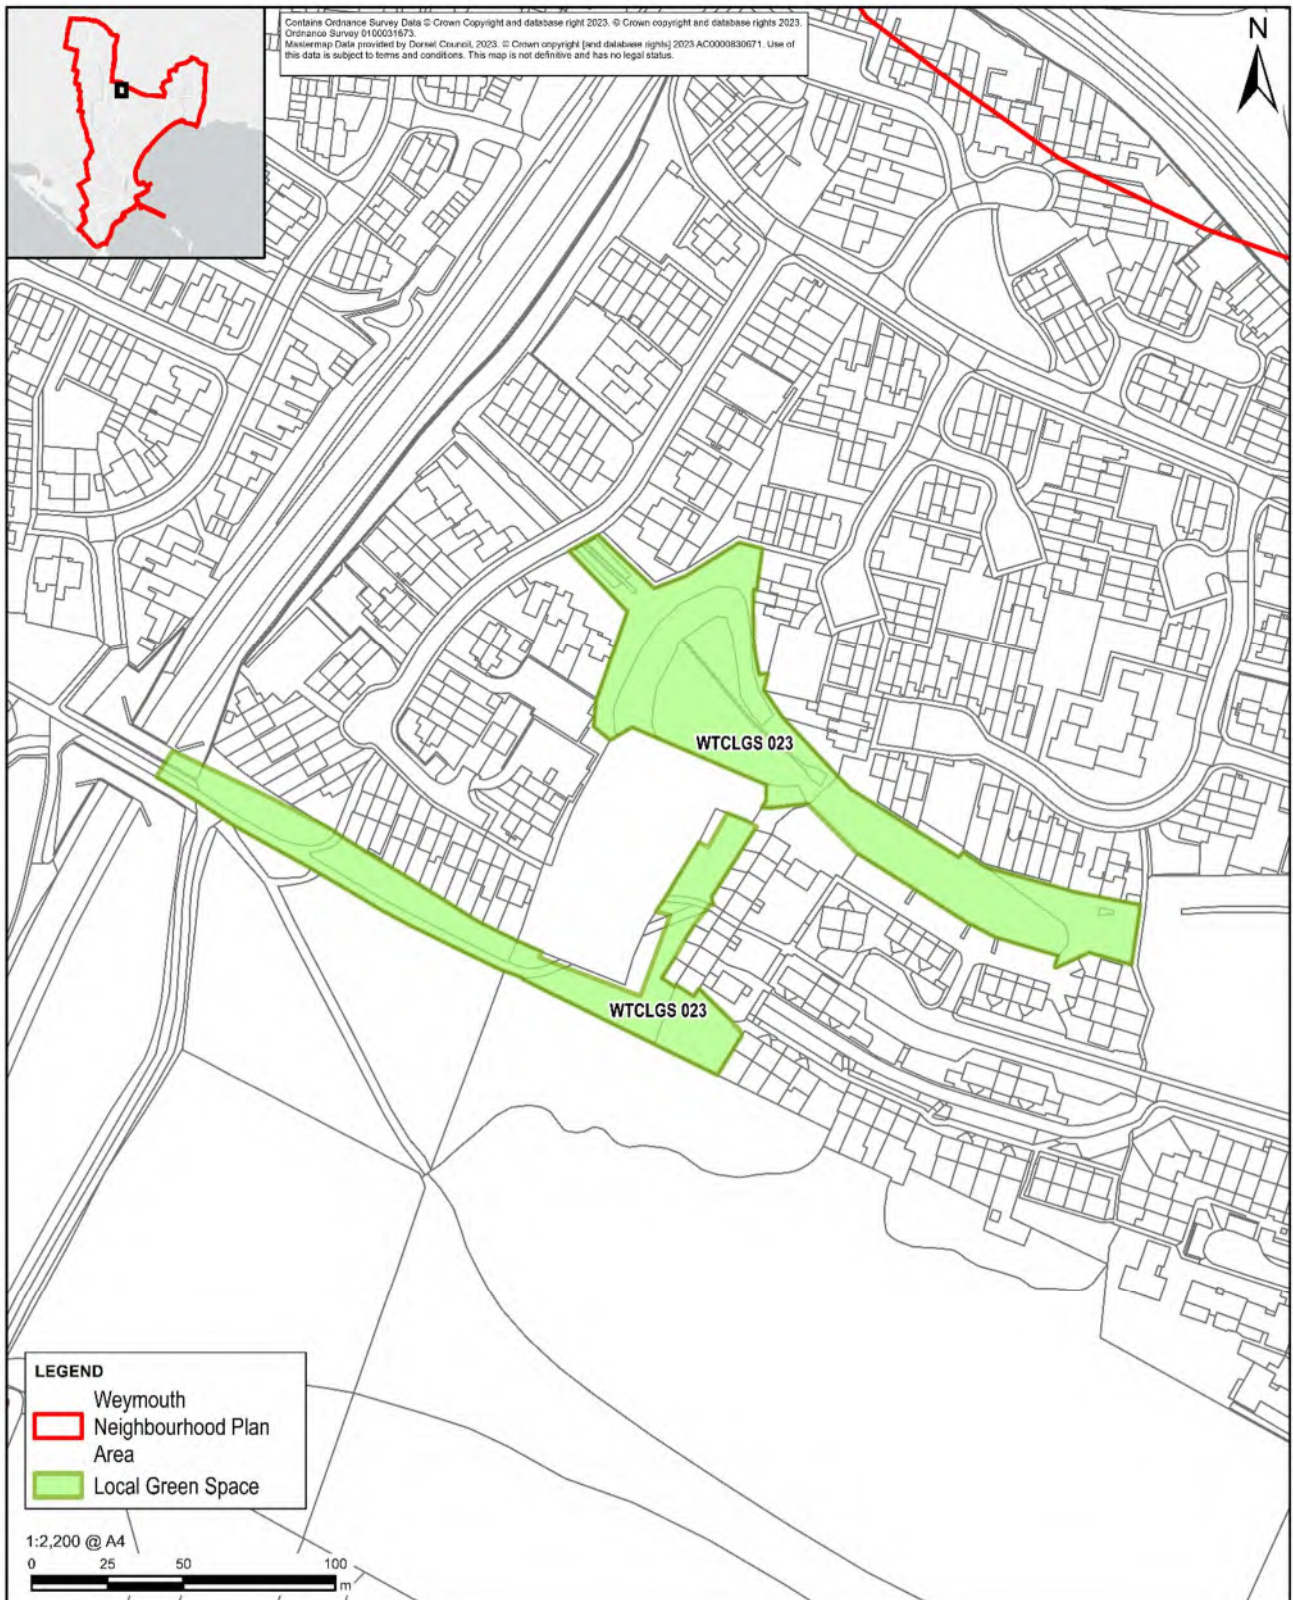 Contains Ordnance Survey Data © Crown Copyright and database right 2023. © Crown copyright and database rights 2023.
Ordnance Survey 0100031673.
Mastermap Data provided by Dorset Council, 2023. © Crown copyright [and database rights] 2023 AC0000830671. Use of
this data is subject to terms and conditions. This map is not definitive and has no legal status.
N
WTCLGS 023
WTCLGS 023
LEGEND
Weymouth
Neighbourhood Plan
Area
Local Green Space
1:2,200 @ A4
0 25 50 100
m